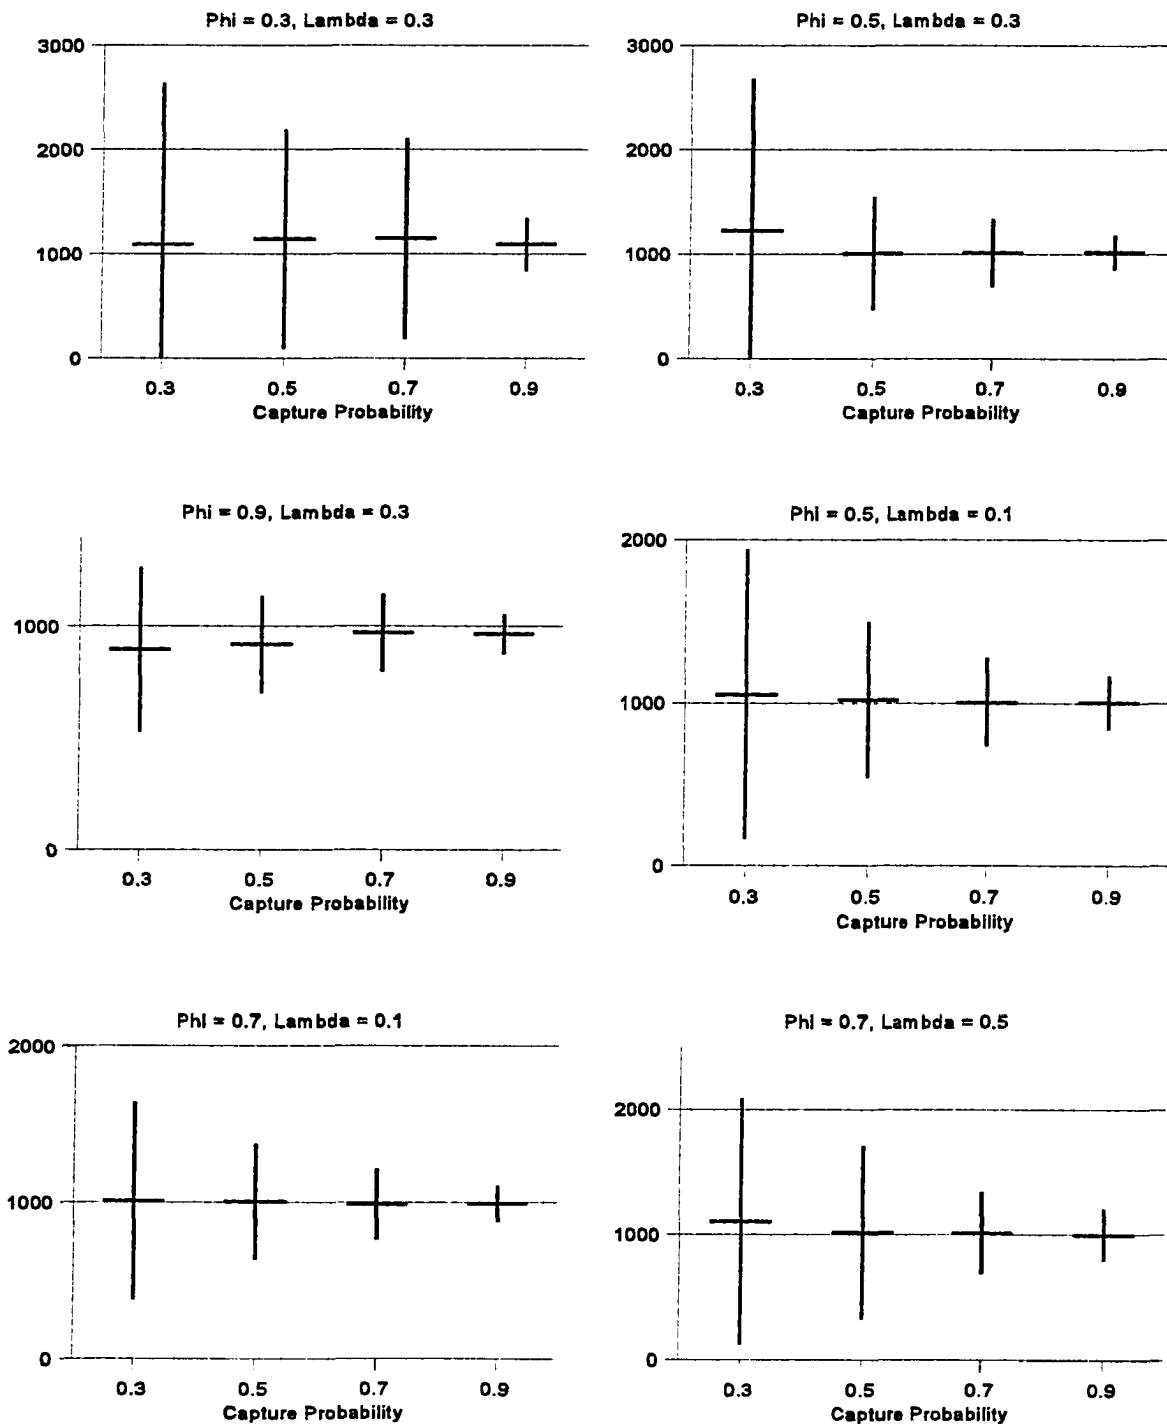 Phi = 0.3, Lambda = 0.3
3000
2000
1000
0
0.3 0.5 0.7 0.9
Capture Probability
Phi = 0.5, Lambda = 0.3
3000
2000
1000
0
0.3 0.5 0.7 0.9
Capture Probability
Phi = 0.9, Lambda = 0.3
1000
0
0.3 0.5 0.7 0.9
Capture Probability
Phi = 0.5, Lambda = 0.1
2000
1000
0
0.3 0.5 0.7 0.9
Capture Probability
Phi = 0.7, Lambda = 0.1
2000
1000
0
0.3 0.5 0.7 0.9
Capture Probability
Phi = 0.7, Lambda = 0.5
2000
1000
0
0.3 0.5 0.7 0.9
Capture Probability